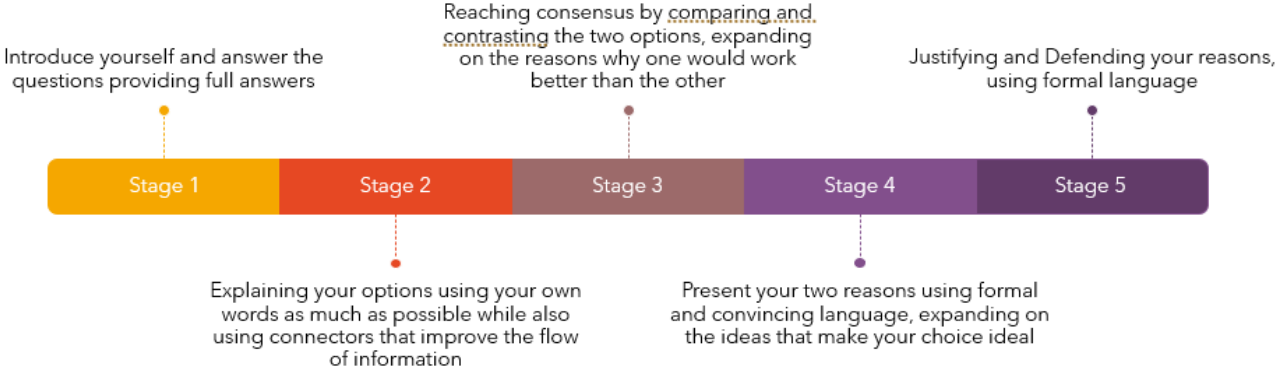 Introduce yourself and answer the
questions providing full answers
Reaching consensus by comparing and
contrasting the two options, expanding
on the reasons why one would work
better than the other
Justifying and Defending your reasons,
using formal language
Stage 1
Stage 2
Stage 3
Stage 4
Stage 5
Explaining your options using your own
words as much as possible while also
using connectors that improve the flow
of information
Present your two reasons using formal
and convincing language, expanding on
the ideas that make your choice ideal